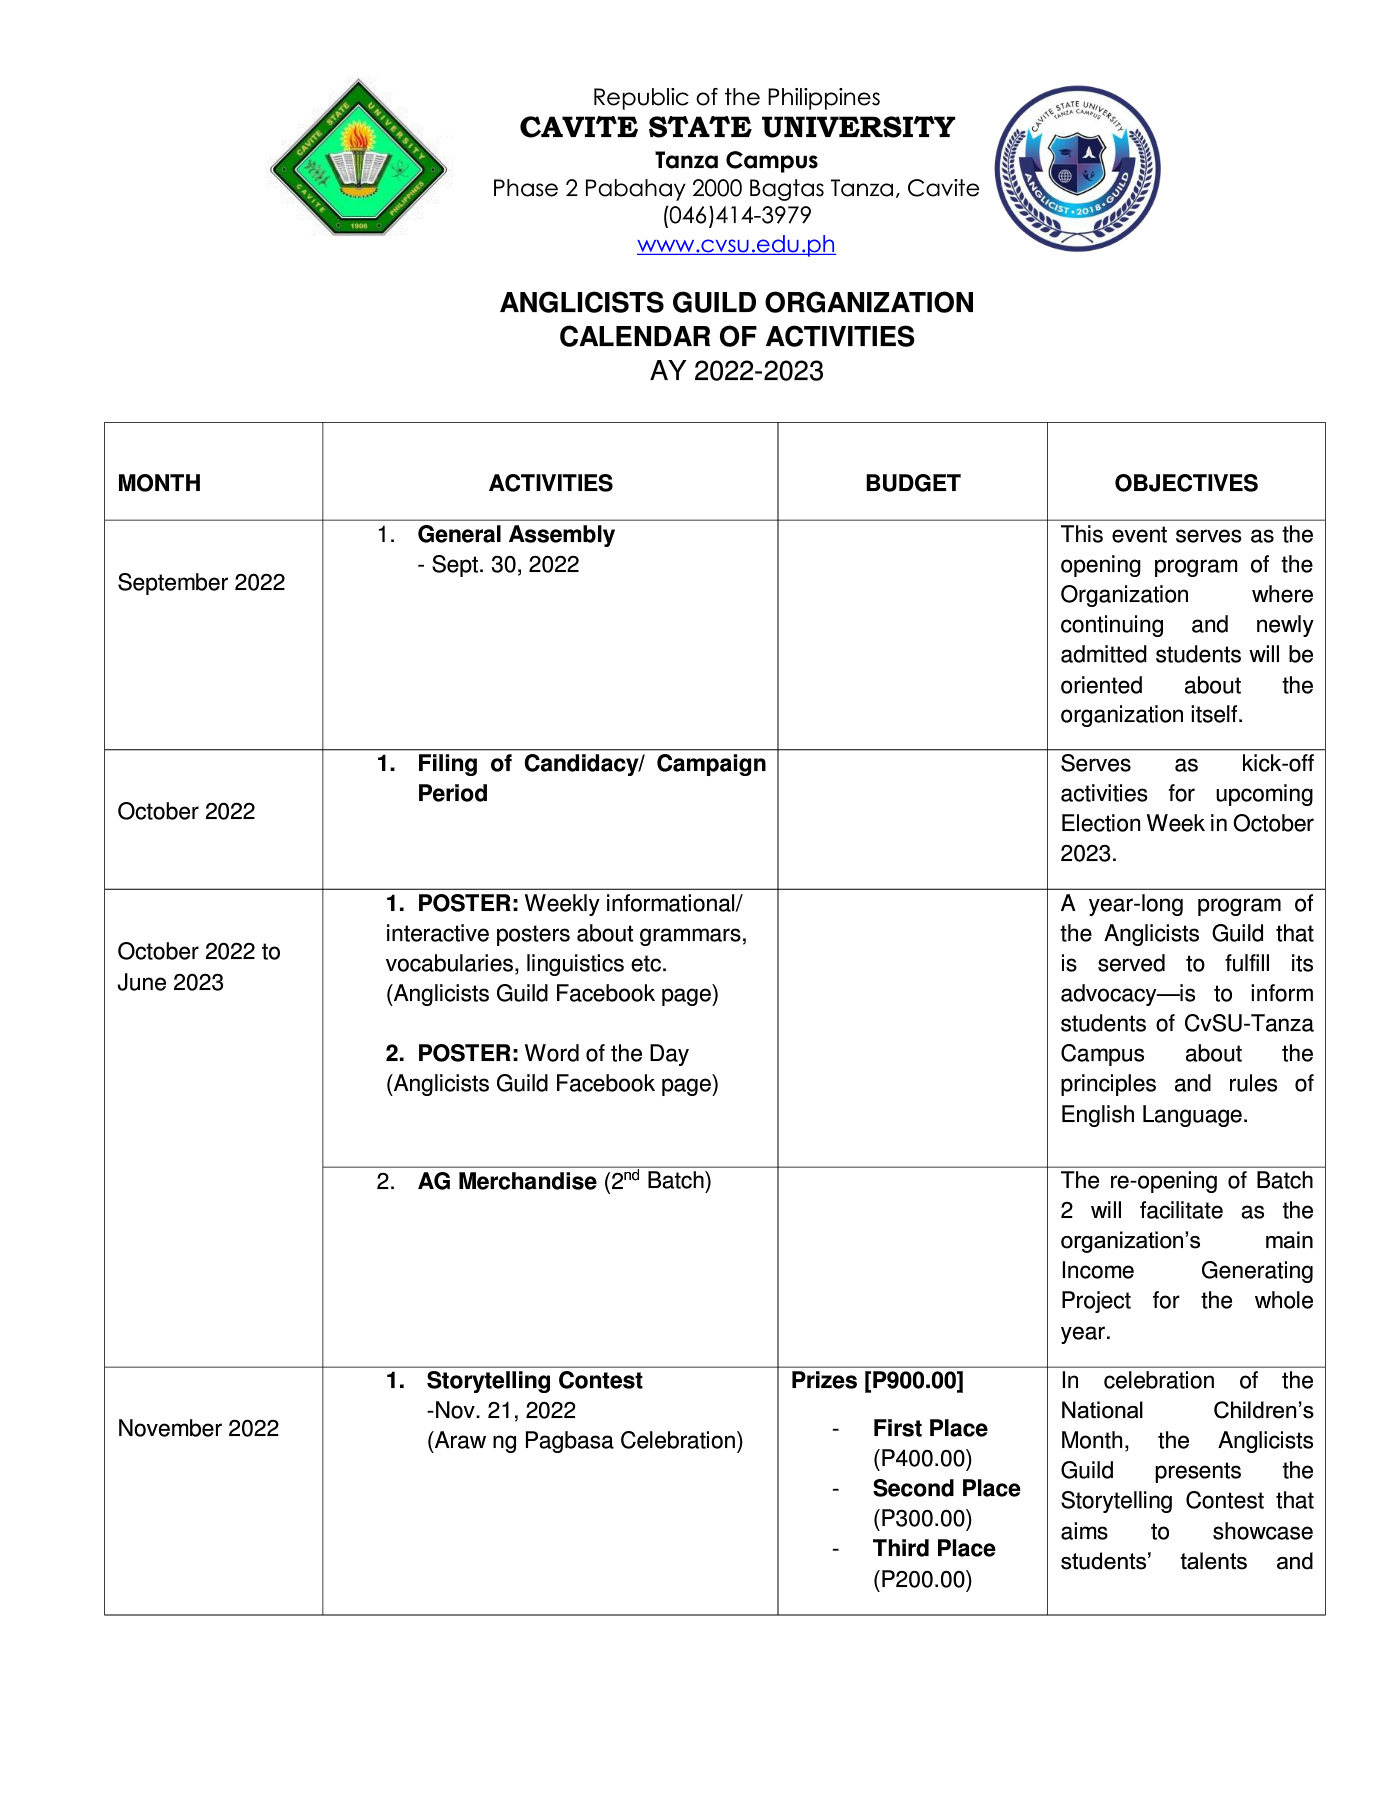 CAVITE STATE UNIVERSITY
CAVITE
PHILIPPINES
1906
Republic of the Philippines
CAVITE STATE UNIVERSITY
Tanza Campus
Phase 2 Pabahay 2000 Bagtas Tanza, Cavite
(046)414-3979
www.cvsu.edu.ph
CAVITE STATE UNIVERSITY
TANZA CAMPUS
ANGLICIST • 2018 • GUILD
ANGLICISTS GUILD ORGANIZATION
CALENDAR OF ACTIVITIES
AY 2022-2023
MONTH
ACTIVITIES
BUDGET
OBJECTIVES
September 2022
1. General Assembly
- Sept. 30, 2022
This event serves as the
opening program of the
Organization where
continuing and newly
admitted students will be
oriented about the
organization itself.
October 2022
1. Filing of Candidacy/ Campaign
Period
Serves as kick-off
activities for upcoming
Election Week in October
2023.
October 2022 to
June 2023
1. POSTER: Weekly informational/
interactive posters about grammars,
vocabularies, linguistics etc.
(Anglicists Guild Facebook page)
2. POSTER: Word of the Day
(Anglicists Guild Facebook page)
A year-long program of
the Anglicists Guild that
is served to fulfill its
advocacy—is to inform
students of CvSU-Tanza
Campus about the
principles and rules of
English Language.
2. AG Merchandise (2nd Batch)
The re-opening of Batch
2 will facilitate as the
organization’s main
Income Generating
Project for the whole
year.
November 2022
1. Storytelling Contest
-Nov. 21, 2022
(Araw ng Pagbasa Celebration)
Prizes [P900.00]
- First Place
(P400.00)
- Second Place
(P300.00)
- Third Place
(P200.00)
In celebration of the
National Children’s
Month, the Anglicists
Guild presents the
Storytelling Contest that
aims to showcase
students’ talents and